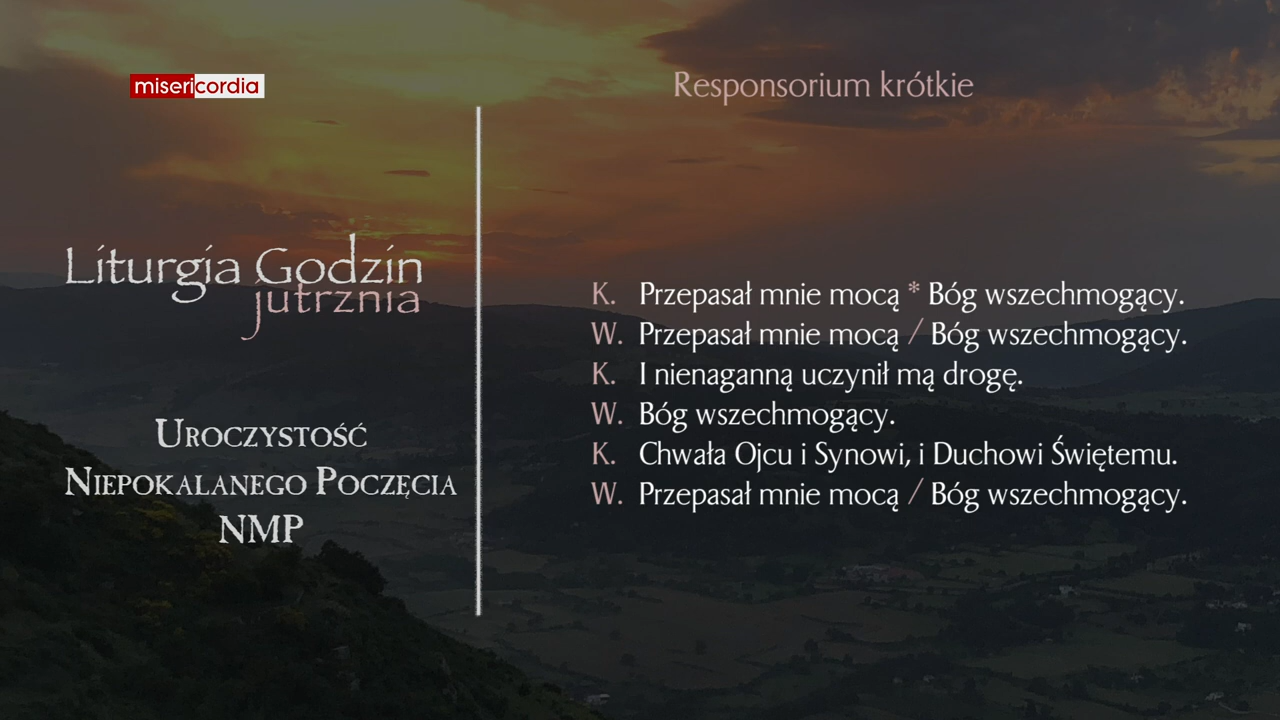 misericordia
Liturgia Godzin
jutrznia
Uroczystość
Niepokalanego Poczęcia
NMP
Responsorium krótkie
K. Przepasał mnie mocą * Bóg wszechmogący.
W. Przepasał mnie mocą / Bóg wszechmogący.
K. I nienaganną uczynił mą drogę.
W. Bóg wszechmogący.
K. Chwała Ojcu i Synowi, i Duchowi Świętemu.
W. Przepasał mnie mocą / Bóg wszechmogący.